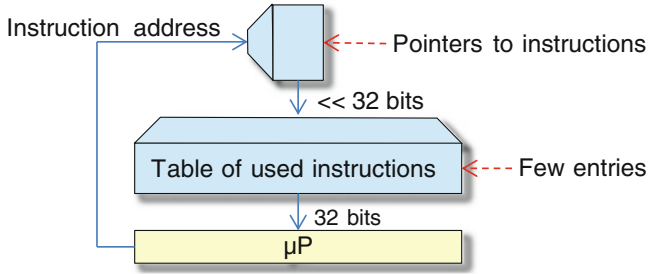 Instruction address
Pointers to instructions
<< 32 bits
Table of used instructions
Few entries
32 bits
µP